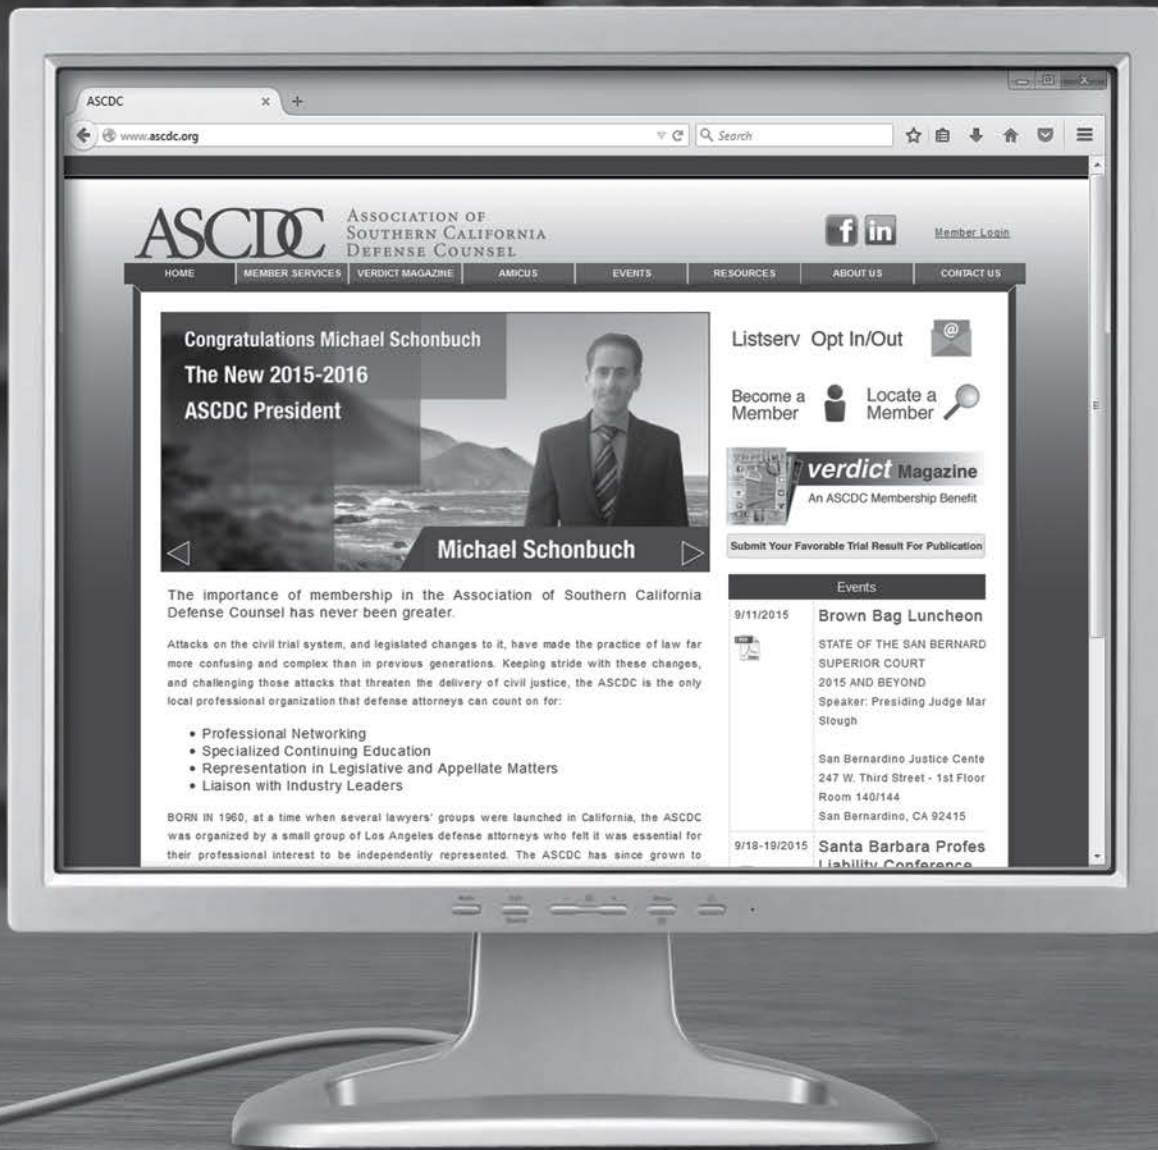 ASCDC
www.ascdc.org
Search
ASCDC
ASSOCIATION OF
SOUTHERN CALIFORNIA
DEFENSE COUNSEL
f in
Member Login
HOME MEMBER SERVICES VERDICT MAGAZINE AMICUS EVENTS RESOURCES ABOUT US CONTACT US
Congratulations Michael Schonbuch
The New 2015-2016
ASCDC President
Michael Schonbuch
The importance of membership in the Association of Southern California
Defense Counsel has never been greater.
Attacks on the civil trial system, and legislated changes to it, have made the practice of law far
more confusing and complex than in previous generations. Keeping stride with these changes,
and challenging those attacks that threaten the delivery of civil justice, the ASCDC is the only
local professional organization that defense attorneys can count on for:
• Professional Networking
• Specialized Continuing Education
• Representation in Legislative and Appellate Matters
• Liaison with Industry Leaders
BORN IN 1960, at a time when several lawyers' groups were launched in California, the ASCDC
was organized by a small group of Los Angeles defense attorneys who felt it was essential for
their professional interest to be independently represented. The ASCDC has since grown to
Listserv Opt In/Out
@
Become a
Member
Locate a
Member
verdict Magazine
An ASCDC Membership Benefit
Submit Your Favorable Trial Result For Publication
Events
9/11/2015
Brown Bag Luncheon
STATE OF THE SAN BERNARD
SUPERIOR COURT
2015 AND BEYOND
Speaker: Presiding Judge Mar
Slough
San Bernardino Justice Cente
247 W. Third Street - 1st Floor
Room 140/144
San Bernardino, CA 92415
9/18-19/2015
Santa Barbara Profes
Liability Conference